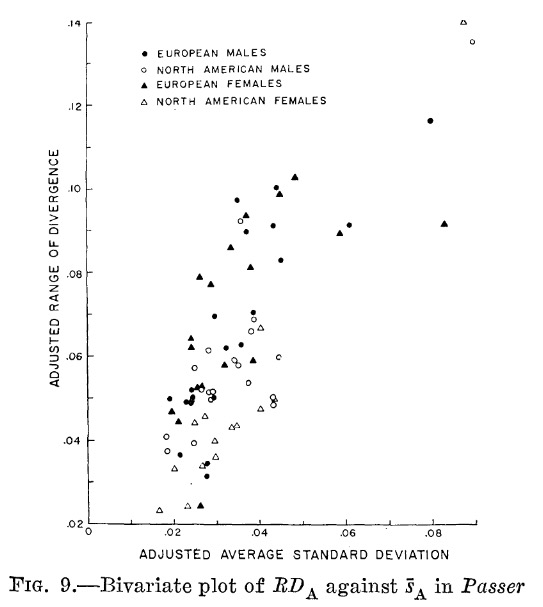 .14
● EUROPEAN MALES
○ NORTH AMERICAN MALES
▲ EUROPEAN FEMALES
△ NORTH AMERICAN FEMALES
.12
.10
.08
.06
.04
.02
ADJUSTED RANGE OF DIVERGENCE
0 .02 .04 .06 .08
ADJUSTED AVERAGE STANDARD DEVIATION
FIG. 9.—Bivariate plot of RD_A against s̄_A in Passer